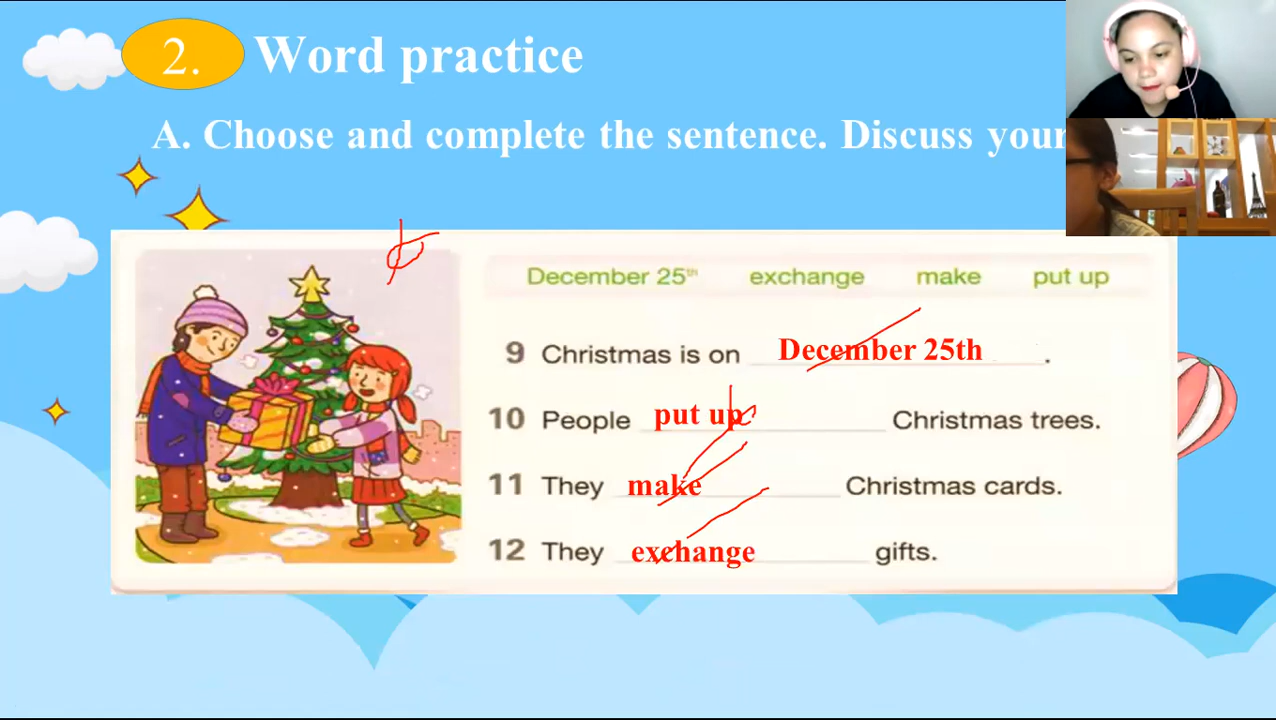 2. Word practice
A. Choose and complete the sentence. Discuss your
December 25th exchange make put up
9 Christmas is on December 25th .
10 People put up Christmas trees.
11 They make Christmas cards.
12 They exchange gifts.